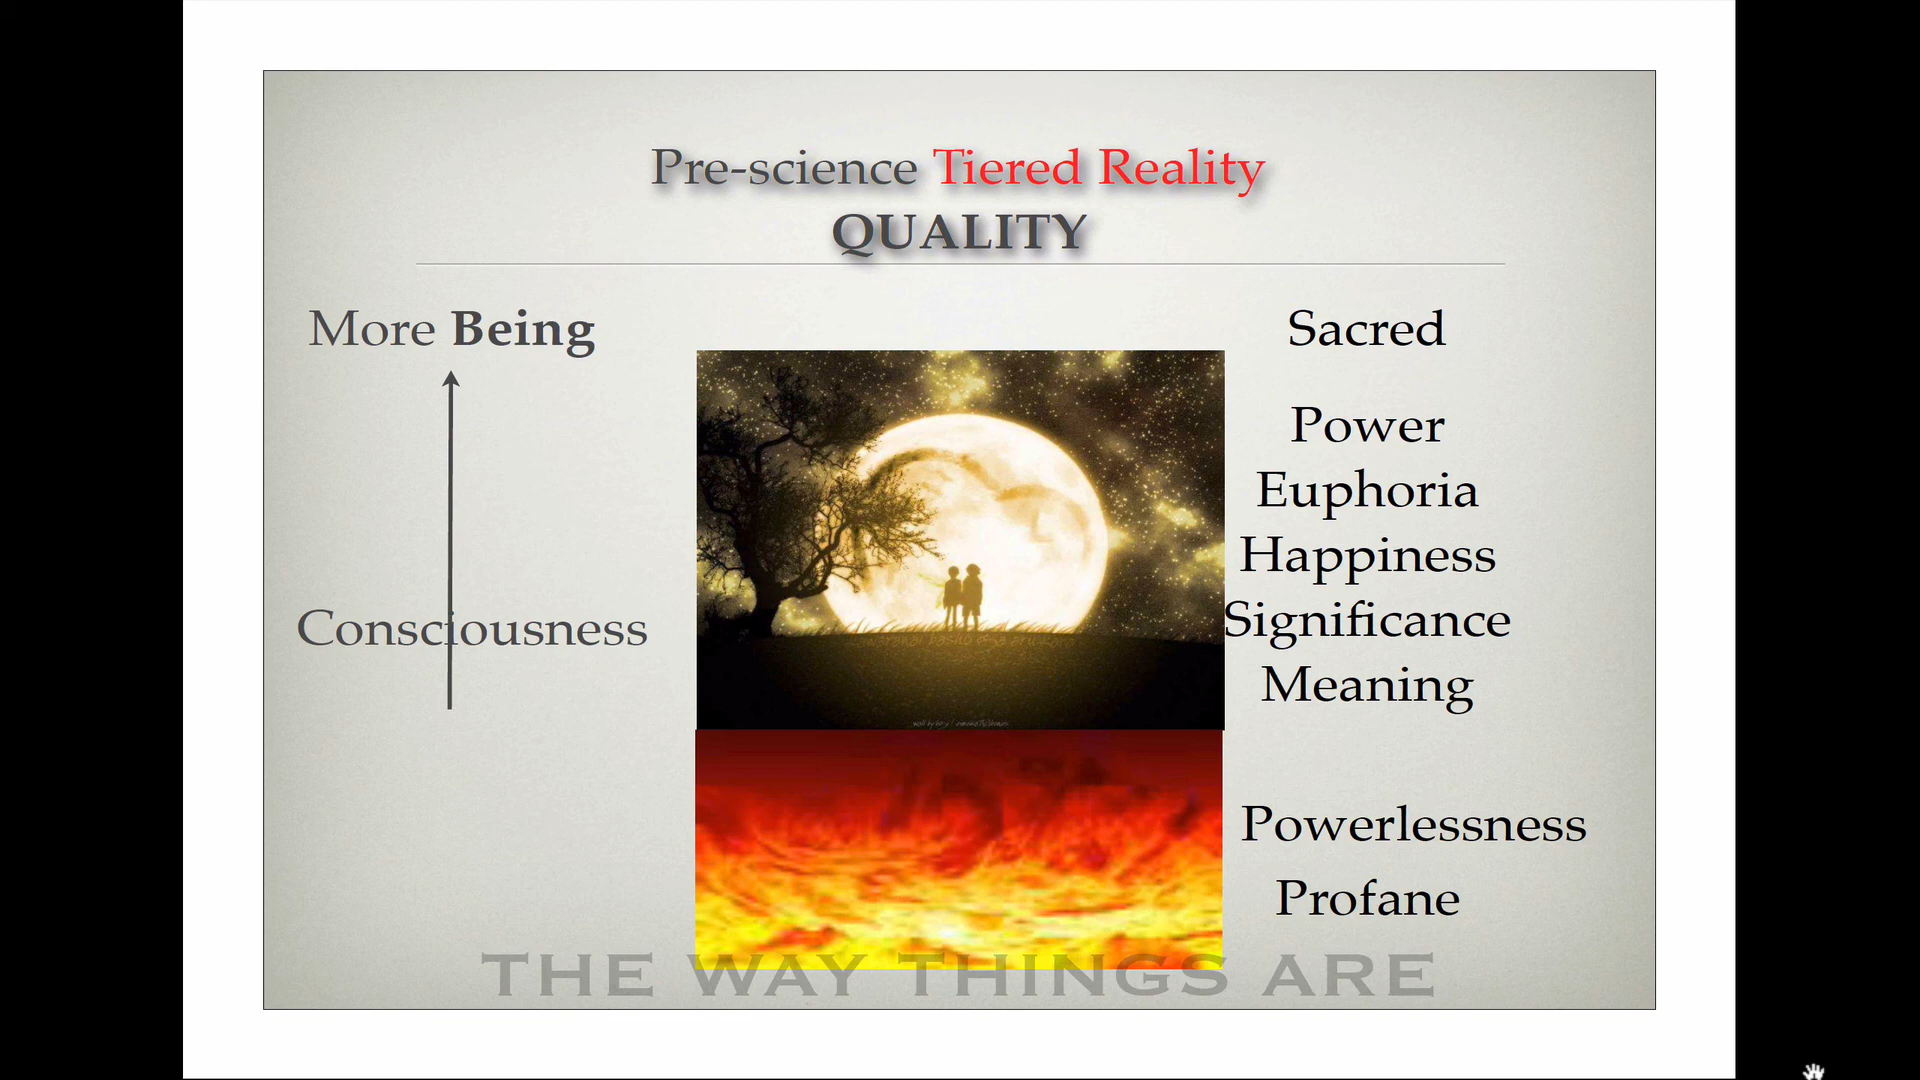 Pre-science Tiered Reality
QUALITY
More Being
Consciousness
Sacred
Power
Euphoria
Happiness
Significance
Meaning
Powerlessness
Profane
THE WAY THINGS ARE